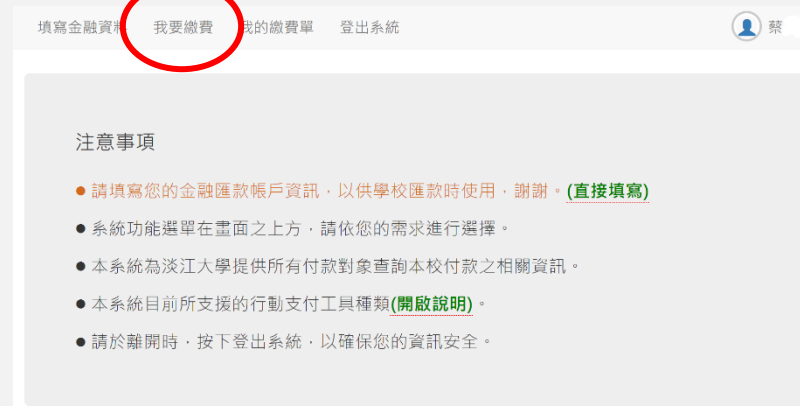 填寫金融資料 我要繳費 我的繳費單 登出系統 蔡
注意事項
● 請填寫您的金融匯款帳戶資訊，以供學校匯款時使用，謝謝。(直接填寫)
● 系統功能選單在畫面之上方，請依您的需求進行選擇。
● 本系統為淡江大學提供所有付款對象查詢本校付款之相關資訊。
● 本系統目前所支援的行動支付工具種類(開啟說明)。
● 請於離開時，按下登出系統，以確保您的資訊安全。